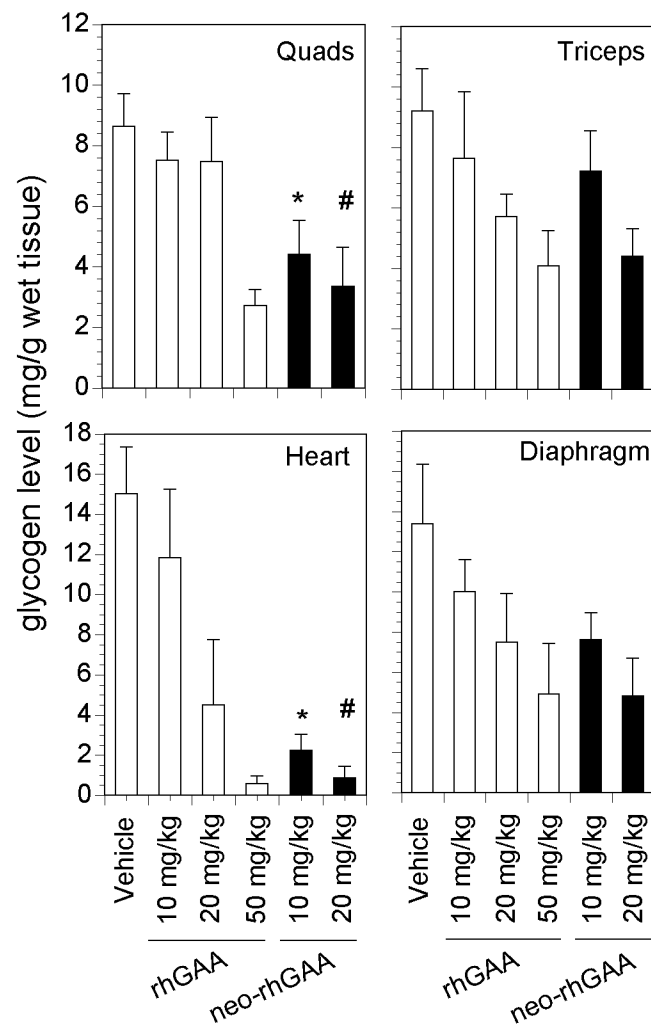 glycogen level (mg/g wet tissue)
12
10
8
6
4
2
0
Quads
*
#
Triceps
18
16
14
12
10
8
6
4
2
0
Heart
*
#
Diaphragm
Vehicle
10 mg/kg
20 mg/kg
50 mg/kg
10 mg/kg
20 mg/kg
rhGAA
neo-rhGAA
Vehicle
10 mg/kg
20 mg/kg
50 mg/kg
10 mg/kg
20 mg/kg
rhGAA
neo-rhGAA